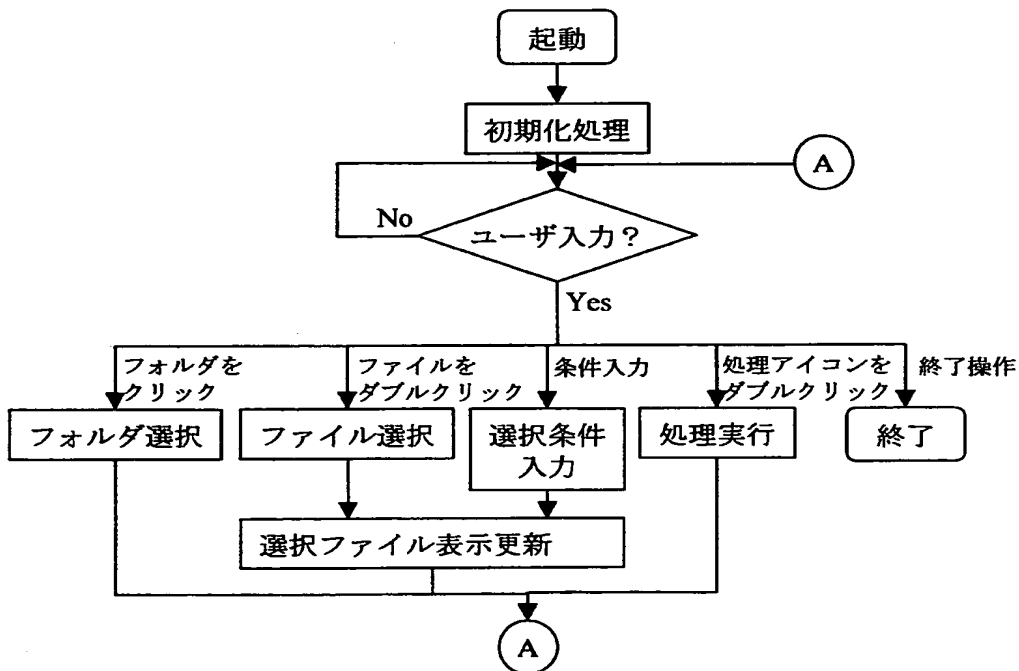 起動
初期化処理
A
No
ユーザ入力？
Yes
フォルダを
クリック
ファイルを
ダブルクリック
条件入力
処理アイコンを
ダブルクリック
終了操作
フォルダ選択
ファイル選択
選択条件
入力
処理実行
終了
選択ファイル表示更新
A